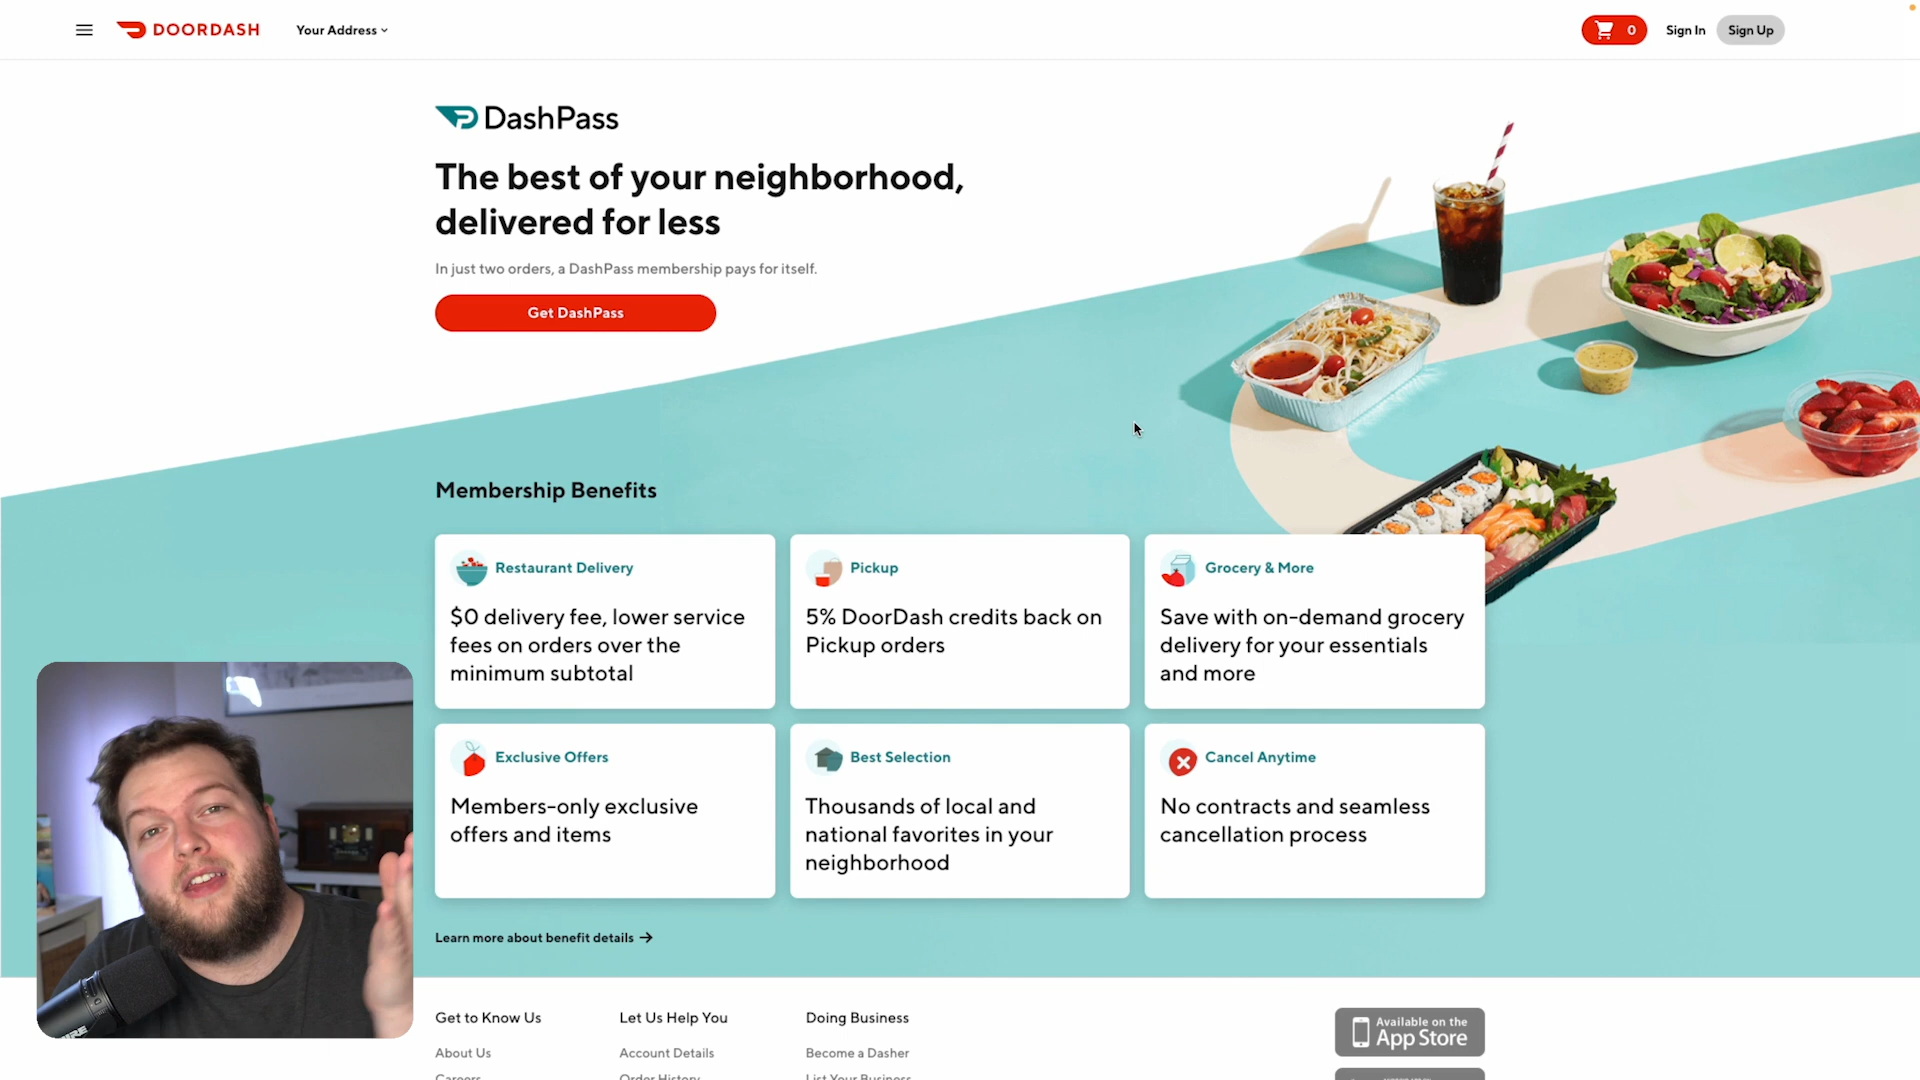 DOORDASH
Your Address
0
Sign In
Sign Up
DashPass
The best of your neighborhood,
delivered for less
In just two orders, a DashPass membership pays for itself.
Get DashPass
Membership Benefits
Restaurant Delivery
$0 delivery fee, lower service
fees on orders over the
minimum subtotal
Pickup
5% DoorDash credits back on
Pickup orders
Grocery & More
Save with on-demand grocery
delivery for your essentials
and more
Exclusive Offers
Members-only exclusive
offers and items
Best Selection
Thousands of local and
national favorites in your
neighborhood
Cancel Anytime
No contracts and seamless
cancellation process
Learn more about benefit details
Get to Know Us
About Us
Careers
Let Us Help You
Account Details
Order History
Doing Business
Become a Dasher
List Your Business
Available on the
App Store